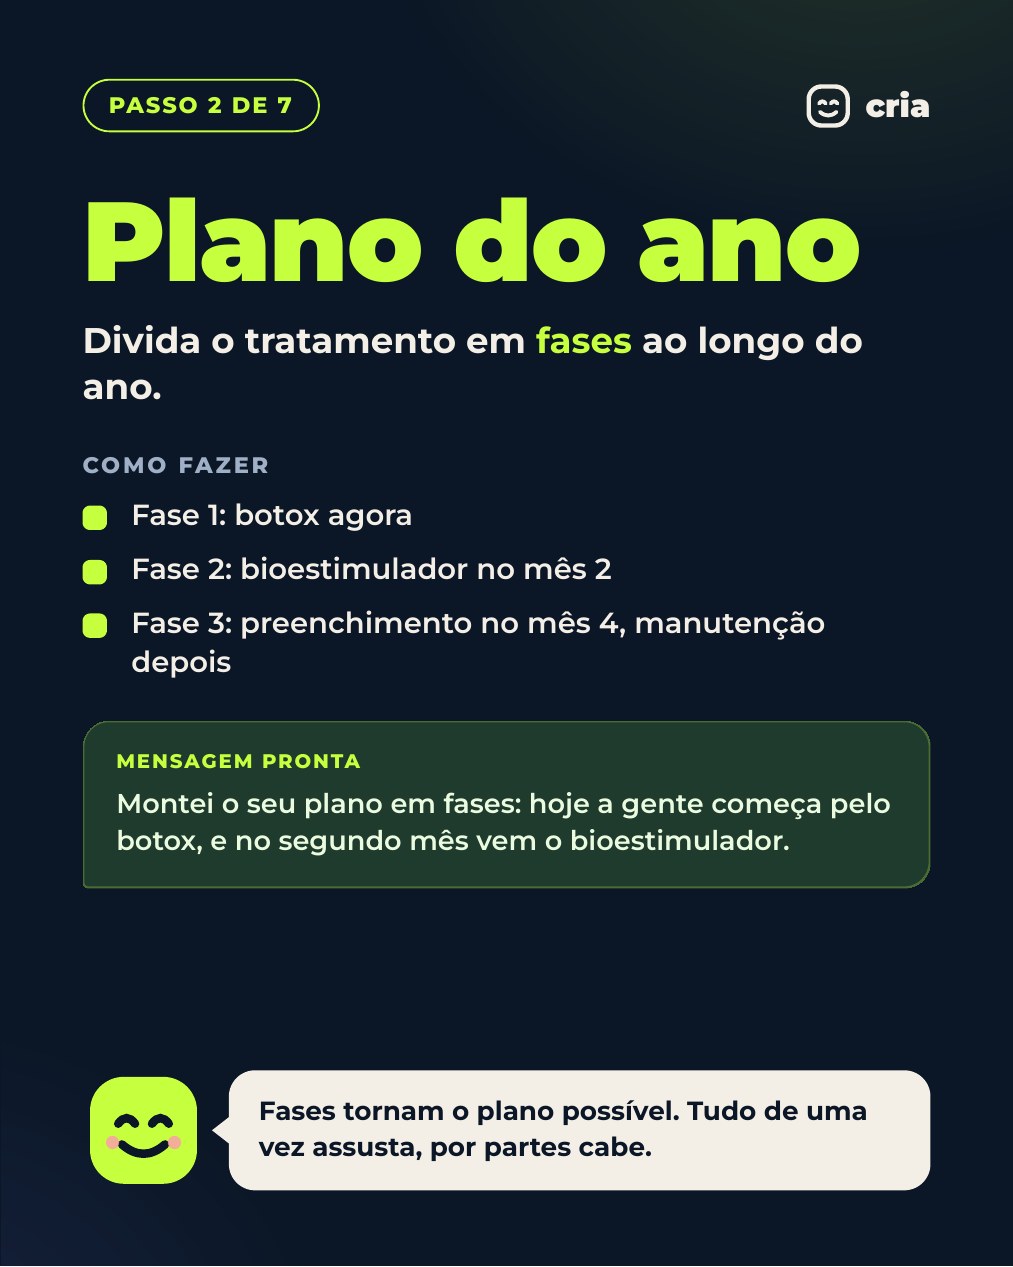 PASSO 2 DE 7
cria
Plano do ano
Divida o tratamento em fases ao longo do
ano.
COMO FAZER
Fase 1: botox agora
Fase 2: bioestimulador no mês 2
Fase 3: preenchimento no mês 4, manutenção
depois
MENSAGEM PRONTA
Montei o seu plano em fases: hoje a gente começa pelo
botox, e no segundo mês vem o bioestimulador.
Fases tornam o plano possível. Tudo de uma
vez assusta, por partes cabe.